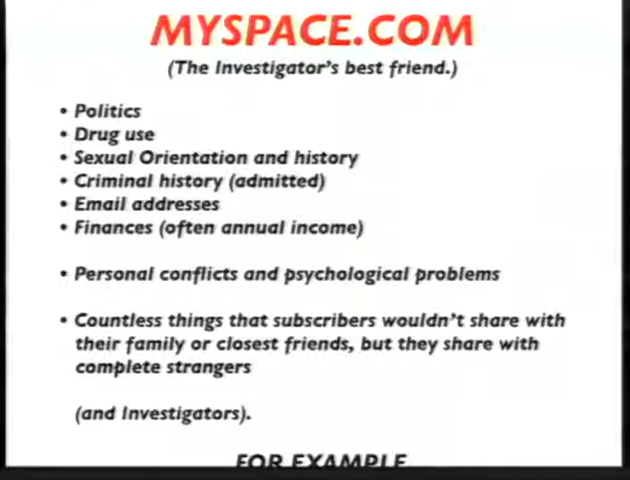 MYSPACE.COM
(The Investigator's best friend.)
• Politics
• Drug use
• Sexual Orientation and history
• Criminal history (admitted)
• Email addresses
• Finances (often annual income)
• Personal conflicts and psychological problems
• Countless things that subscribers wouldn't share with
their family or closest friends, but they share with
complete strangers
(and Investigators).
FOR EXAMPLE